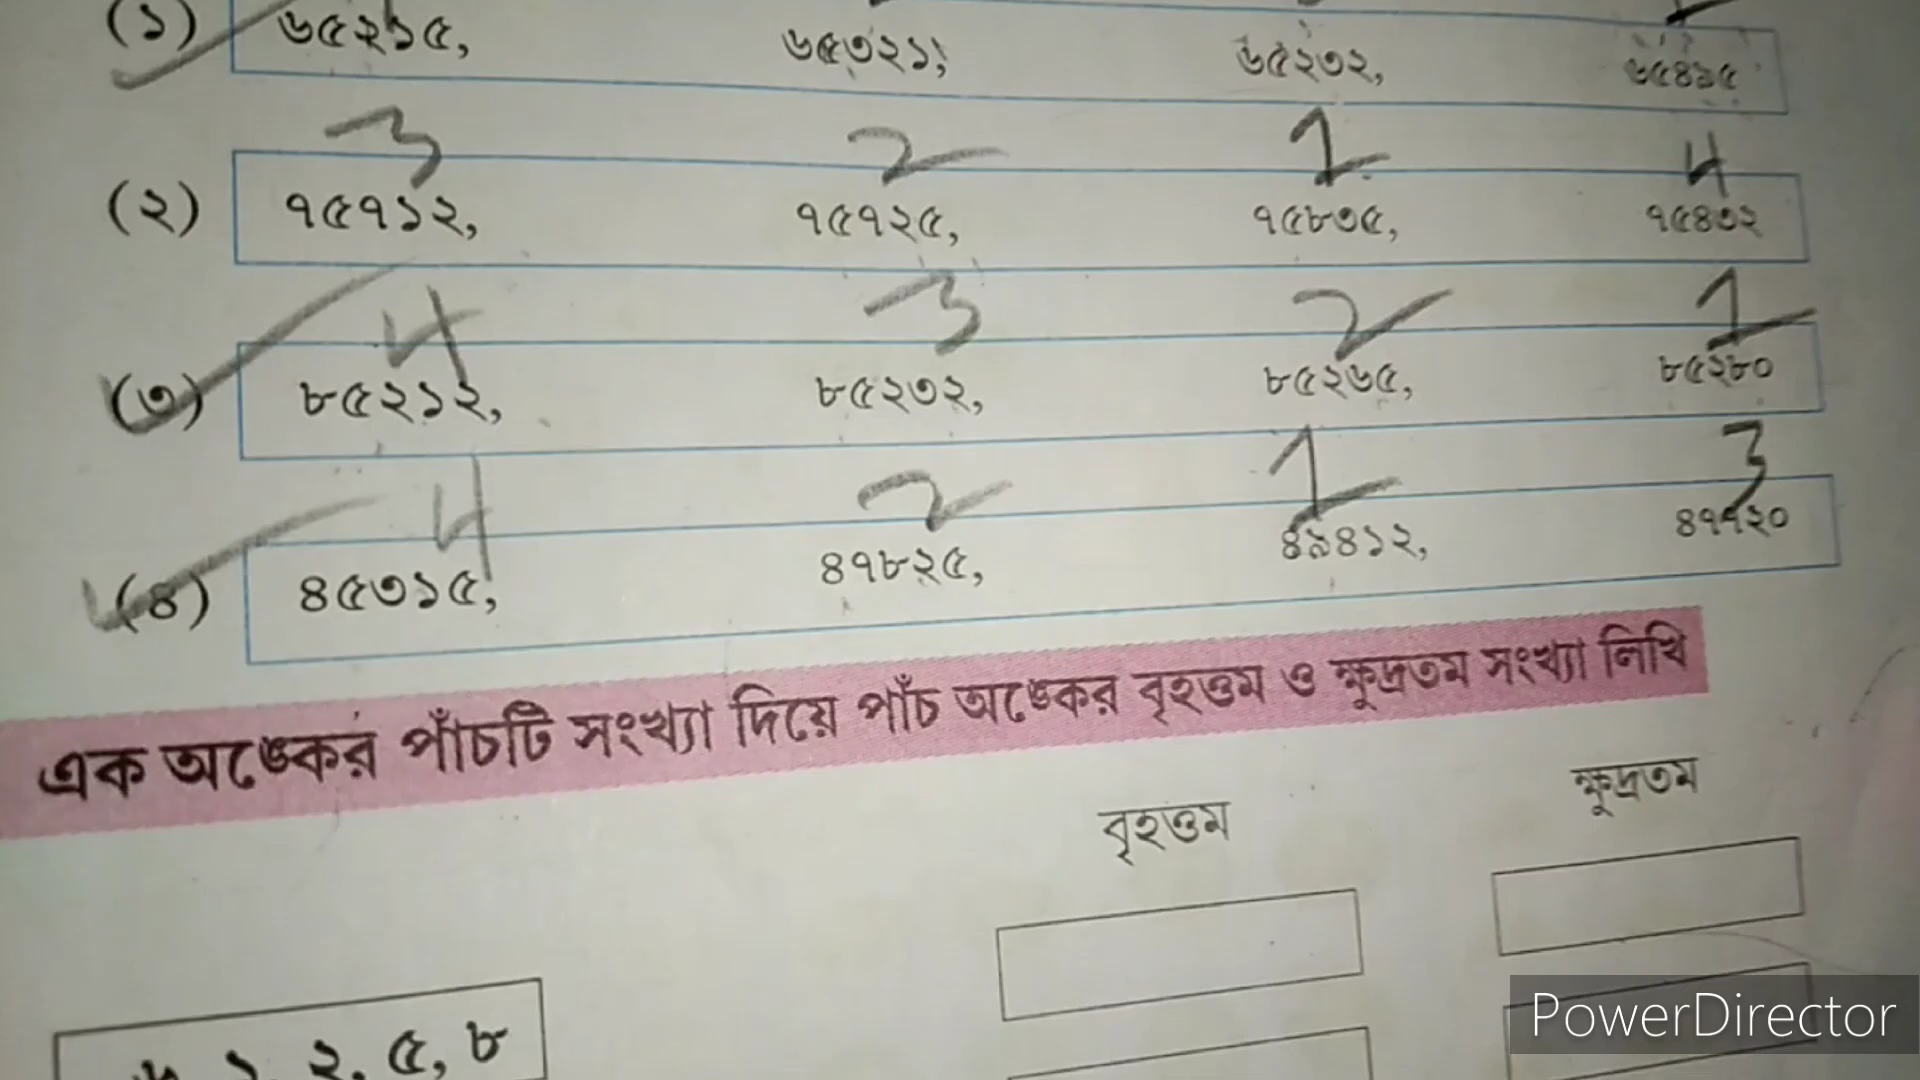 (১) ৬৫২১৫, ৬৫৩২১, ৬৫২৩২, ৬৫৪১৫
3 2 1 4
(২) ৭৫৭১২, ৭৫৭২৫, ৭৫৮৩৫, ৭৫৪৩২
4 3 2 1
(৩) ৮৫২১২, ৮৫২৩২, ৮৫২৬৫, ৮৫২৮০
4 2 1 3
(৪) ৪৫৩১৫, ৪৭৮২৫, ৪৯৪১২, ৪৭৭২০
এক অঙ্কের পাঁচটি সংখ্যা দিয়ে পাঁচ অঙ্কের বৃহত্তম ও ক্ষুদ্রতম সংখ্যা লিখি
বৃহত্তম ক্ষুদ্রতম
১, ২, ৫, ৮
PowerDirector